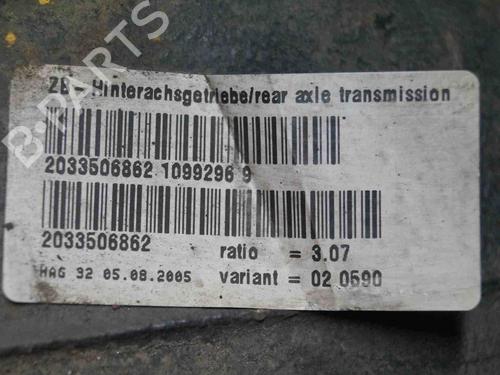 B-PARTS
ZB - Hinterachsgetriebe/rear axle transmission
2033506862 1099296 9
2033506862 ratio = 3.07
HAG 92 05.08.2005 variant = 02 0590